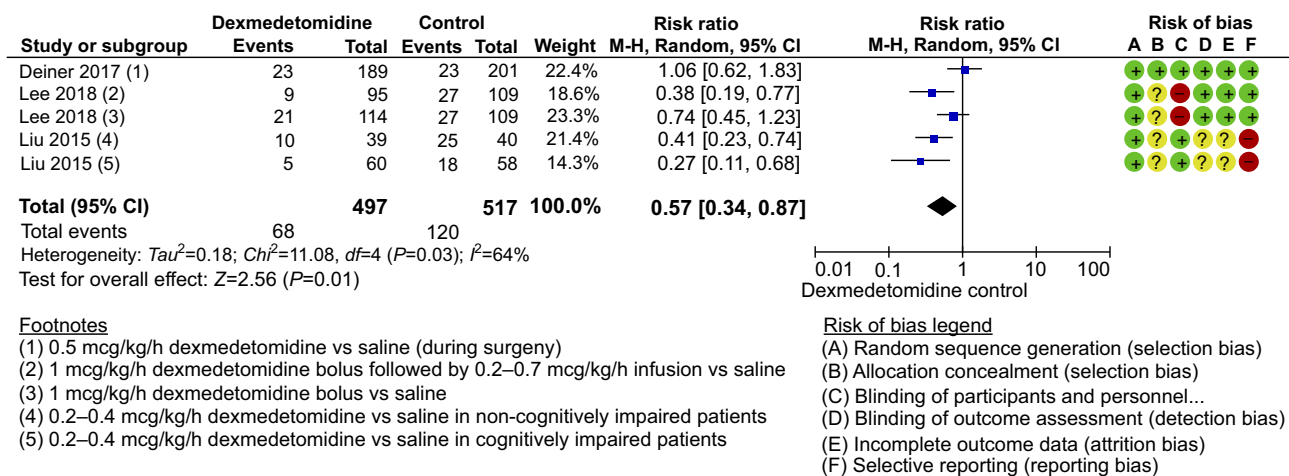 Dexmedetomidine Control Risk ratio Risk ratio Risk of bias
Study or subgroup Events Total Events Total Weight M-H, Random, 95% CI M-H, Random, 95% CI A B C D E F
Deiner 2017 (1) 23 189 23 201 22.4% 1.06 [0.62, 1.83] + + + + + +
Lee 2018 (2) 9 95 27 109 18.6% 0.38 [0.19, 0.77] + ? − + + +
Lee 2018 (3) 21 114 27 109 23.3% 0.74 [0.45, 1.23] + ? − + + +
Liu 2015 (4) 10 39 25 40 21.4% 0.41 [0.23, 0.74] + ? + ? ? −
Liu 2015 (5) 5 60 18 58 14.3% 0.27 [0.11, 0.68] + ? + ? ? −
Total (95% CI) 497 517 100.0% 0.57 [0.34, 0.87]
Total events 68 120
Heterogeneity: Tau²=0.18; Chi²=11.08, df=4 (P=0.03); I²=64%
Test for overall effect: Z=2.56 (P=0.01)
0.01 0.1 1 10 100
Dexmedetomidine control
Footnotes
(1) 0.5 mcg/kg/h dexmedetomidine vs saline (during surgeny)
(2) 1 mcg/kg/h dexmedetomidine bolus followed by 0.2–0.7 mcg/kg/h infusion vs saline
(3) 1 mcg/kg/h dexmedetomidine bolus vs saline
(4) 0.2–0.4 mcg/kg/h dexmedetomidine vs saline in non-cognitively impaired patients
(5) 0.2–0.4 mcg/kg/h dexmedetomidine vs saline in cognitively impaired patients
Risk of bias legend
(A) Random sequence generation (selection bias)
(B) Allocation concealment (selection bias)
(C) Blinding of participants and personnel...
(D) Blinding of outcome assessment (detection bias)
(E) Incomplete outcome data (attrition bias)
(F) Selective reporting (reporting bias)